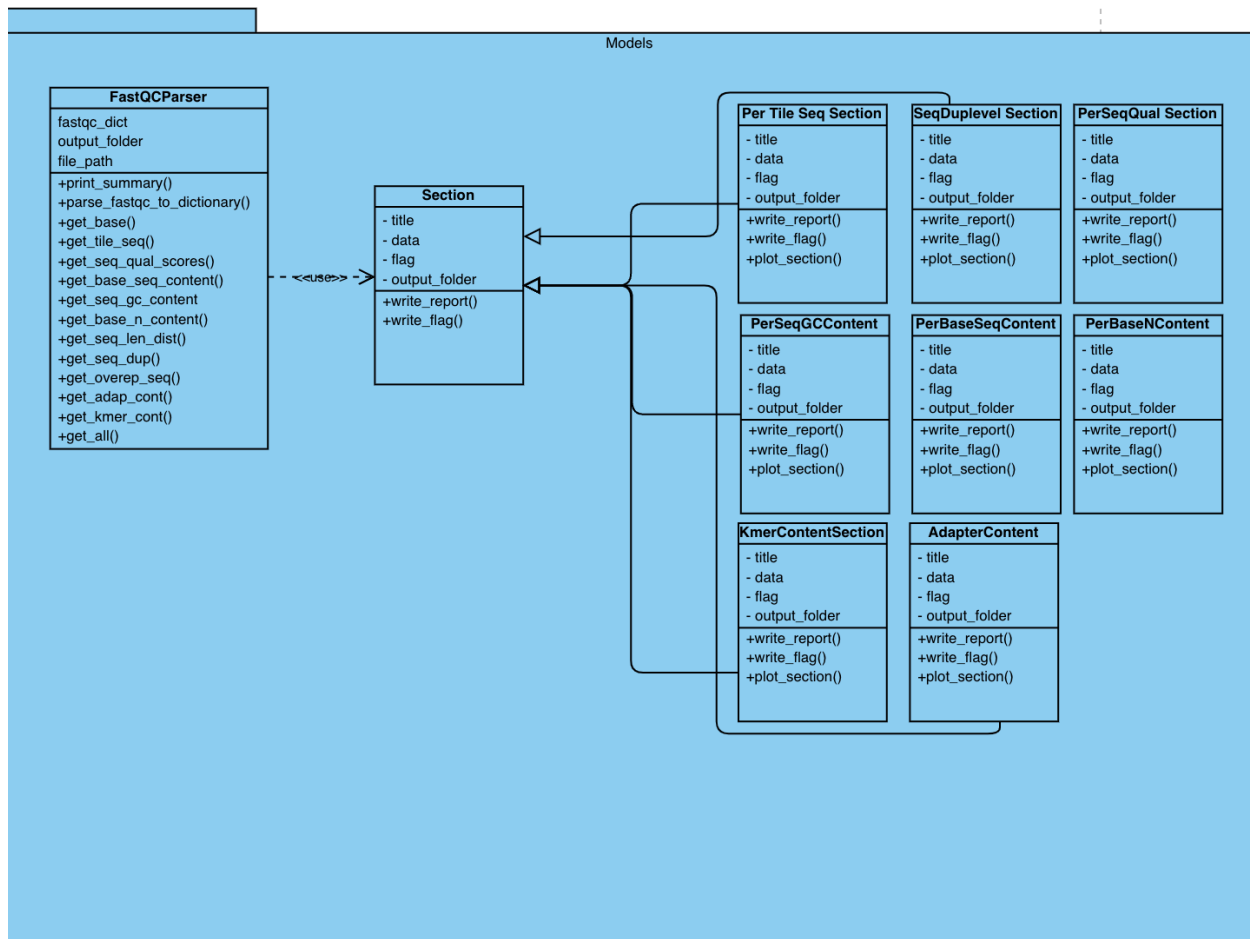 Models
FastQCParser
fastqc_dict
output_folder
file_path
+print_summary()
+parse_fastqc_to_dictionary()
+get_base()
+get_tile_seq()
+get_seq_qual_scores()
+get_base_seq_content()
+get_seq_gc_content
+get_base_n_content()
+get_seq_len_dist()
+get_seq_dup()
+get_overep_seq()
+get_adap_cont()
+get_kmer_cont()
+get_all()
<<use>>
Section
- title
- data
- flag
- output_folder
+write_report()
+write_flag()
Per Tile Seq Section
- title
- data
- flag
- output_folder
+write_report()
+write_flag()
+plot_section()
SeqDuplevel Section
- title
- data
- flag
- output_folder
+write_report()
+write_flag()
+plot_section()
PerSeqQual Section
- title
- data
- flag
- output_folder
+write_report()
+write_flag()
+plot_section()
PerSeqGCContent
- title
- data
- flag
- output_folder
+write_report()
+write_flag()
+plot_section()
PerBaseSeqContent
- title
- data
- flag
- output_folder
+write_report()
+write_flag()
+plot_section()
PerBaseNContent
- title
- data
- flag
- output_folder
+write_report()
+write_flag()
+plot_section()
KmerContentSection
- title
- data
- flag
- output_folder
+write_report()
+write_flag()
+plot_section()
AdapterContent
- title
- data
- flag
- output_folder
+write_report()
+write_flag()
+plot_section()